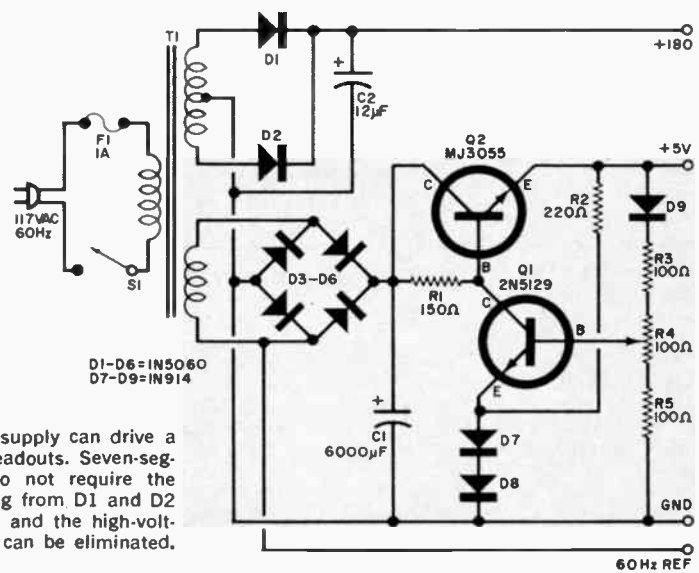 T1
D1
+180
+
C2
12µF
F1
1A
D2
Q2
MJ3055
+5V
C
E
R2
220Ω
D9
117VAC
60Hz
S1
D3-D6
R1
150Ω
B
Q1
2N5129
C
B
E
R3
100Ω
R4
100Ω
R5
100Ω
D1-D6=1N5060
D7-D9=1N914
+
C1
6000µF
D7
D8
GND
60Hz REF
supply can drive a
eadouts. Seven-seg-
o not require the
g from D1 and D2
and the high-volt-
can be eliminated.